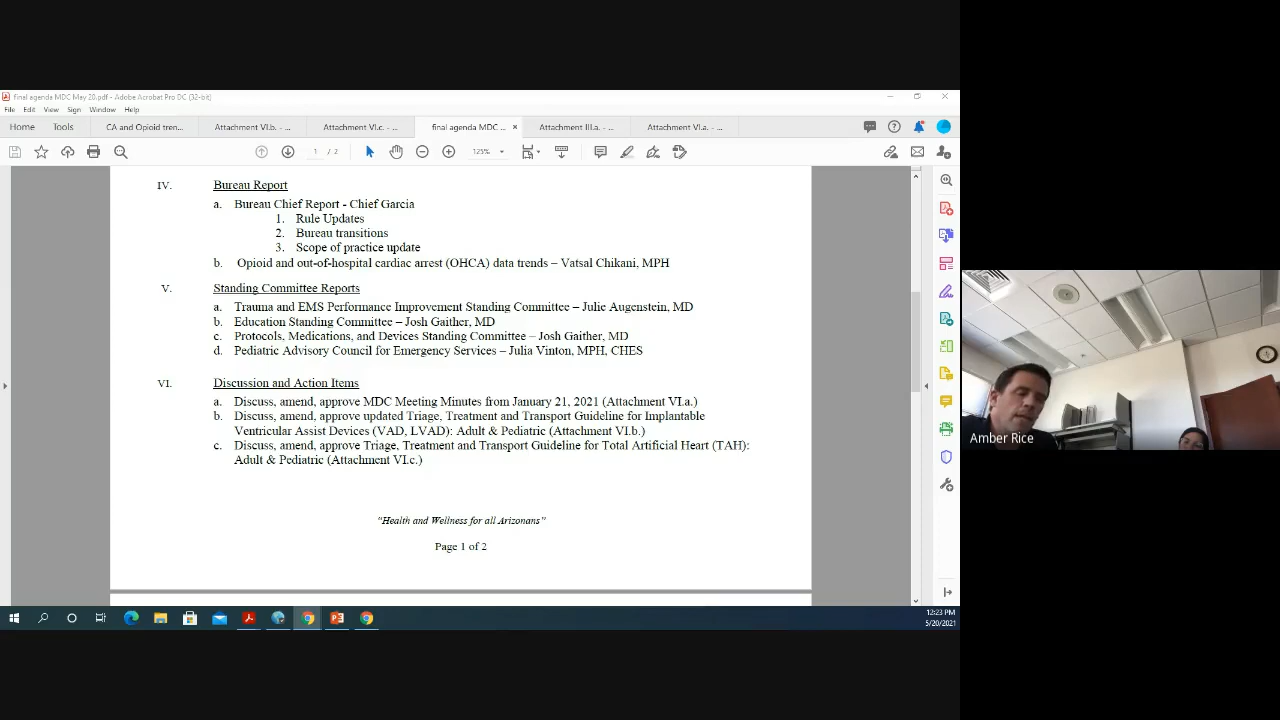 final agenda MDC May 20.pdf - Adobe Acrobat Pro DC (32-bit)
File Edit View Sign Window Help
Home Tools CA and Opioid tren... Attachment VI.b. - ... Attachment VI.c. - ... final agenda MDC ... × Attachment III.a. - ... Attachment VI.a. - ...
1 / 2 125%
IV. Bureau Report
a. Bureau Chief Report - Chief Garcia
1. Rule Updates
2. Bureau transitions
3. Scope of practice update
b. Opioid and out-of-hospital cardiac arrest (OHCA) data trends – Vatsal Chikani, MPH
V. Standing Committee Reports
a. Trauma and EMS Performance Improvement Standing Committee – Julie Augenstein, MD
b. Education Standing Committee – Josh Gaither, MD
c. Protocols, Medications, and Devices Standing Committee – Josh Gaither, MD
d. Pediatric Advisory Council for Emergency Services – Julia Vinton, MPH, CHES
VI. Discussion and Action Items
a. Discuss, amend, approve MDC Meeting Minutes from January 21, 2021 (Attachment VI.a.)
b. Discuss, amend, approve updated Triage, Treatment and Transport Guideline for Implantable
Ventricular Assist Devices (VAD, LVAD): Adult & Pediatric (Attachment VI.b.)
c. Discuss, amend, approve Triage, Treatment and Transport Guideline for Total Artificial Heart (TAH):
Adult & Pediatric (Attachment VI.c.)
"Health and Wellness for all Arizonans"
Page 1 of 2
12:23 PM
5/20/2021
Amber Rice